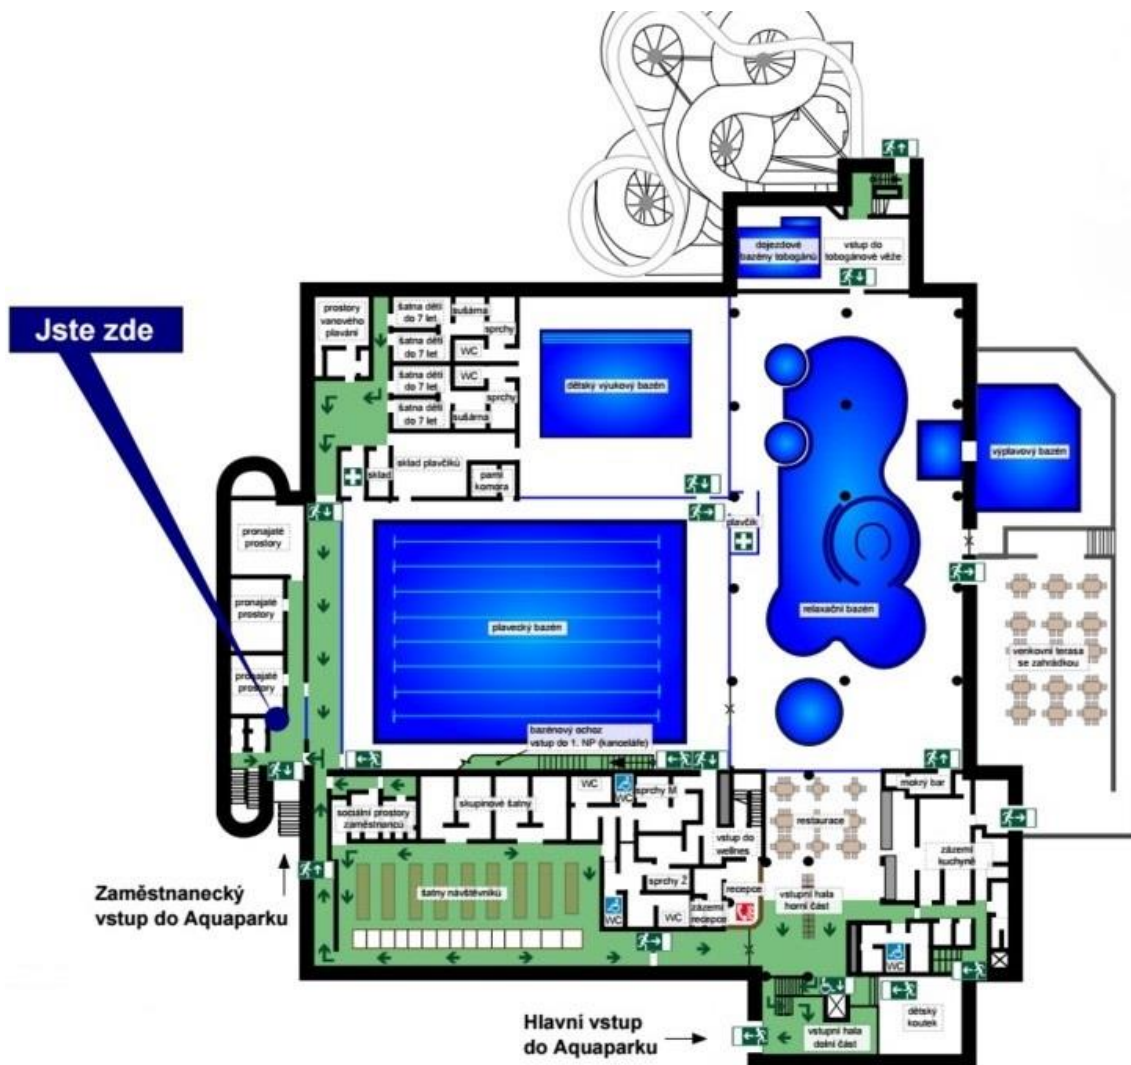 dojezdové
bazény tobogánů
vstup do
tobogánové věže
Jste zde
prostory
vanového
plavání
šatna dětí
do 7 let
sušárna
sprchy
šatna dětí
do 7 let
WC
šatna dětí
do 7 let
WC
sprchy
šatna dětí
do 7 let
sušárna
dětský výukový bazén
výplavový bazén
sklad
sklad plavčíků
parní
komora
plavčík
pronajaté
prostory
pronajaté
prostory
pronajaté
prostory
plavecký bazén
relaxační bazén
venkovní terasa
se zahrádkou
bazénový ochoz
vstup do 1. NP (kanceláře)
WC
WC
sprchy M
mokrý bar
skupinové šatny
sociální prostory
zaměstnanců
restaurace
vstup do
wellnes
zázemí
kuchyně
Zaměstnanecký
vstup do Aquaparku
šatny návštěvníků
sprchy Ž
recepce
vstupní hala
horní část
WC
WC
zázemí
recepce
WC
Hlavní vstup
do Aquaparku
vstupní hala
dolní část
dětský
koutek